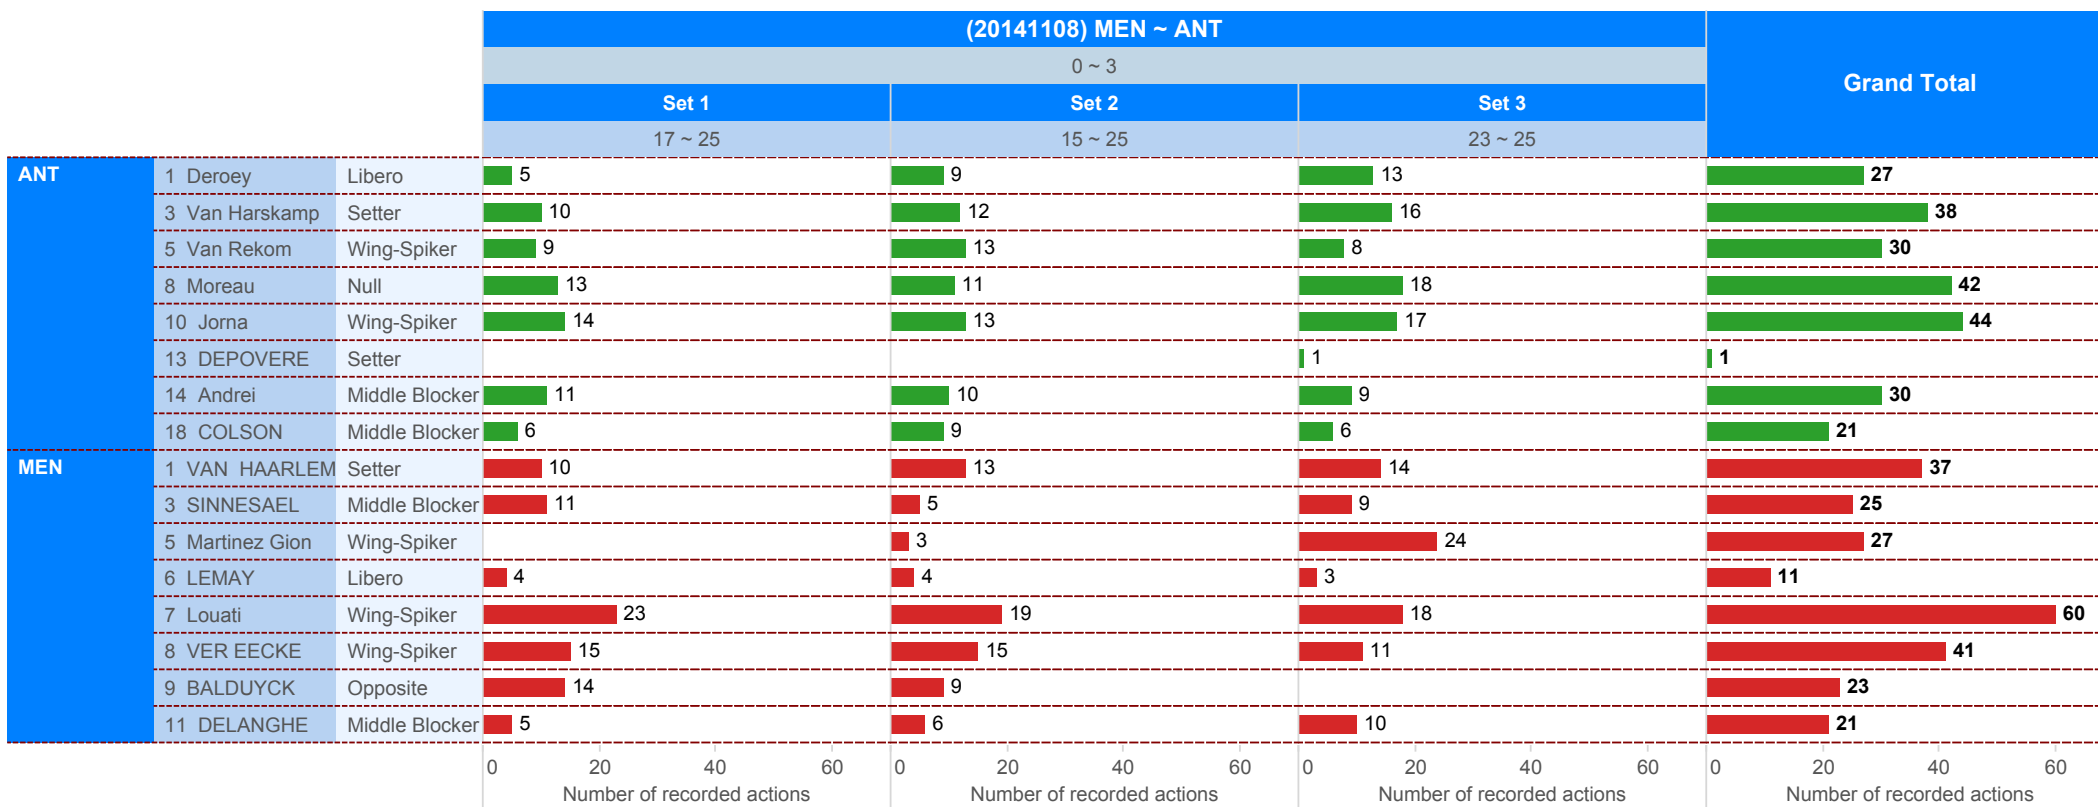 (20141108) MEN ~ ANT
0 ~ 3
Grand Total
Set 1 Set 2 Set 3
17 ~ 25 15 ~ 25 23 ~ 25
ANT 1 Deroey Libero 5 9 13 27
3 Van Harskamp Setter 10 12 16 38
5 Van Rekom Wing-Spiker 9 13 8 30
8 Moreau Null 13 11 18 42
10 Jorna Wing-Spiker 14 13 17 44
13 DEPOVERE Setter 1 1
14 Andrei Middle Blocker 11 10 9 30
18 COLSON Middle Blocker 6 9 6 21
MEN 1 VAN HAARLEM Setter 10 13 14 37
3 SINNESAEL Middle Blocker 11 5 9 25
5 Martinez Gion Wing-Spiker 3 24 27
6 LEMAY Libero 4 4 3 11
7 Louati Wing-Spiker 23 19 18 60
8 VER EECKE Wing-Spiker 15 15 11 41
9 BALDUYCK Opposite 14 9 23
11 DELANGHE Middle Blocker 5 6 10 21
0 20 40 60 0 20 40 60 0 20 40 60 0 20 40 60
Number of recorded actions Number of recorded actions Number of recorded actions Number of recorded actions